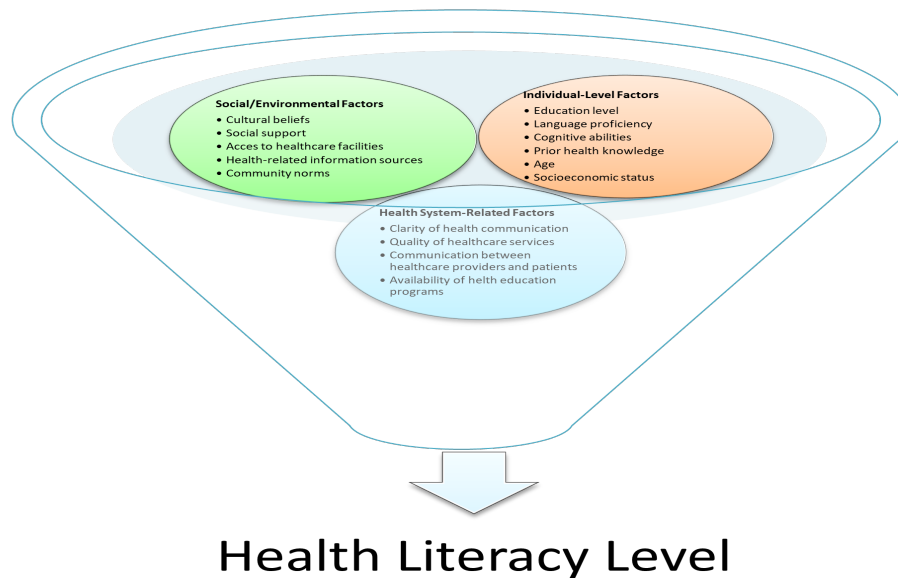 Social/Environmental Factors
• Cultural beliefs
• Social support
• Acces to healthcare facilities
• Health-related information sources
• Community norms
Individual-Level Factors
• Education level
• Language proficiency
• Cognitive abilities
• Prior health knowledge
• Age
• Socioeconomic status
Health System-Related Factors
• Clarity of health communication
• Quality of healthcare services
• Communication between
healthcare providers and patients
• Availability of helth education
programs
Health Literacy Level